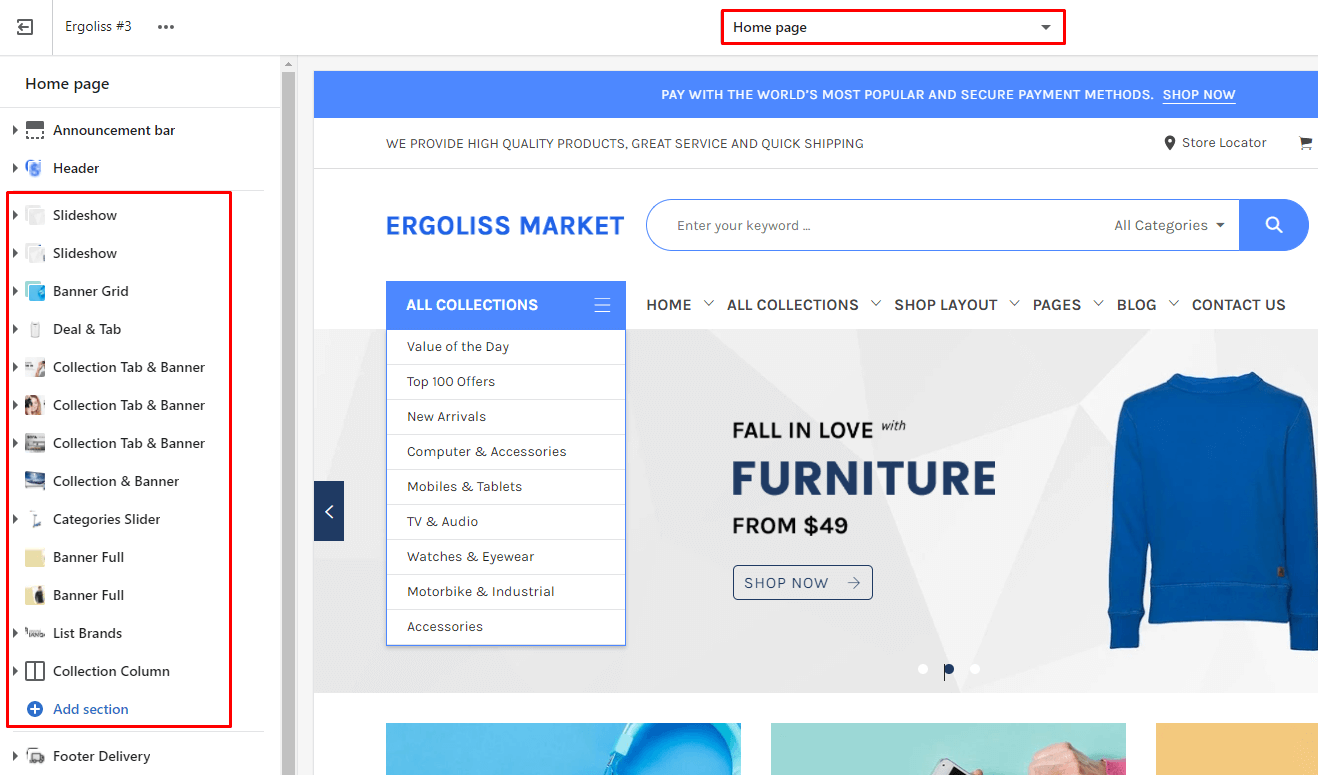 Ergoliss #3
Home page
Home page
Announcement bar
Header
Slideshow
Slideshow
Banner Grid
Deal & Tab
Collection Tab & Banner
Collection Tab & Banner
Collection Tab & Banner
Collection & Banner
Categories Slider
Banner Full
Banner Full
List Brands
Collection Column
Add section
Footer Delivery
PAY WITH THE WORLD'S MOST POPULAR AND SECURE PAYMENT METHODS. SHOP NOW
WE PROVIDE HIGH QUALITY PRODUCTS, GREAT SERVICE AND QUICK SHIPPING
Store Locator
ERGOLISS MARKET
Enter your keyword ...
All Categories
ALL COLLECTIONS
HOME ALL COLLECTIONS SHOP LAYOUT PAGES BLOG CONTACT US
Value of the Day
Top 100 Offers
New Arrivals
Computer & Accessories
Mobiles & Tablets
TV & Audio
Watches & Eyewear
Motorbike & Industrial
Accessories
FALL IN LOVE with
FURNITURE
FROM $49
SHOP NOW